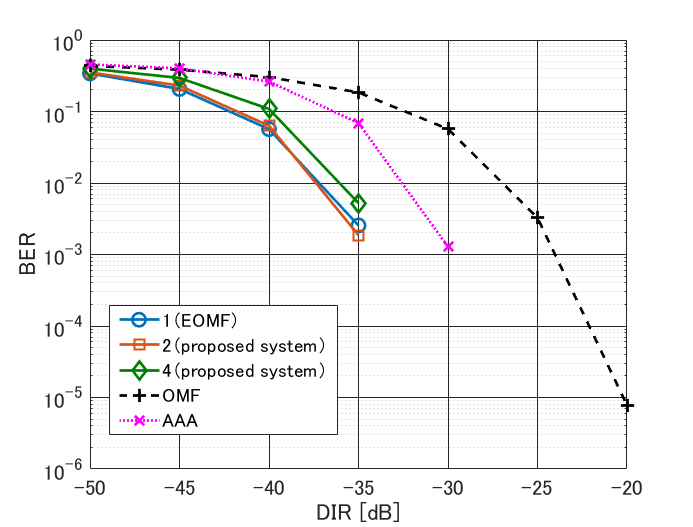 10^0
10^-1
10^-2
10^-3
10^-4
10^-5
10^-6
BER
1(EOMF)
2(proposed system)
4(proposed system)
OMF
AAA
-50 -45 -40 -35 -30 -25 -20
DIR [dB]